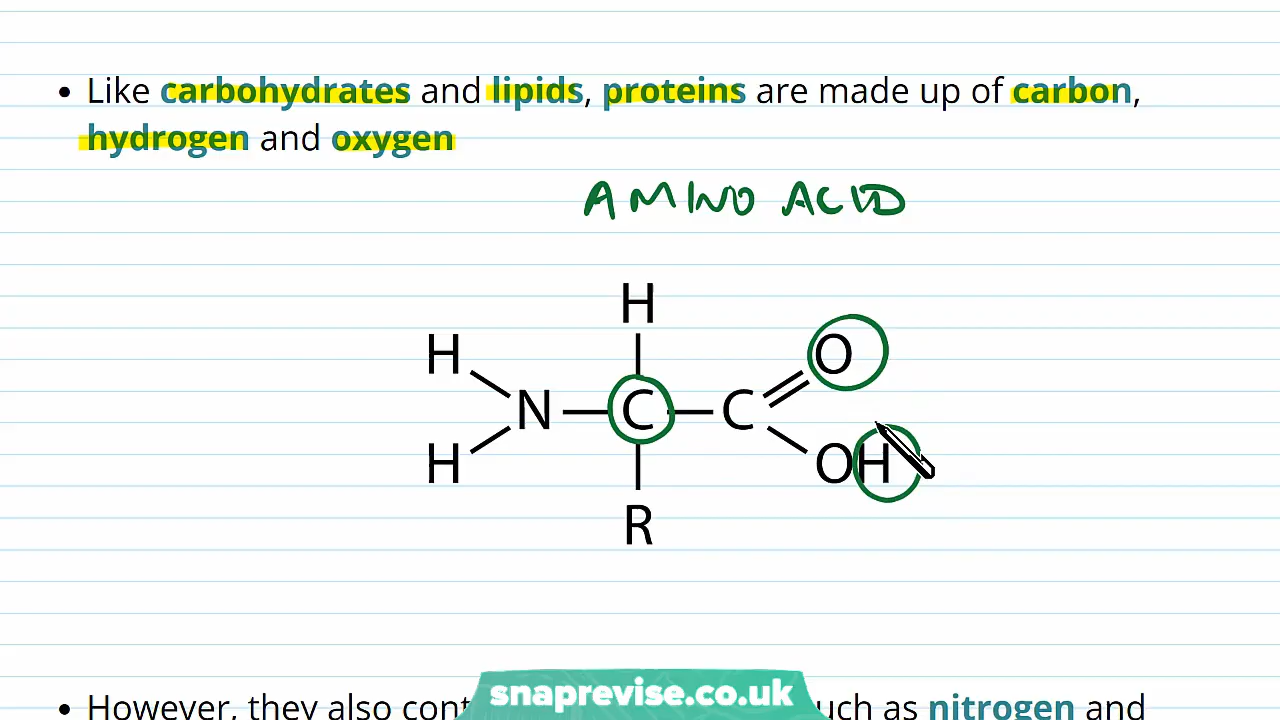 • Like carbohydrates and lipids, proteins are made up of carbon,
hydrogen and oxygen
AMINO ACID
H
H O
N C C
H OH
R
snaprevise.co.uk
• However, they also cont uch as nitrogen and